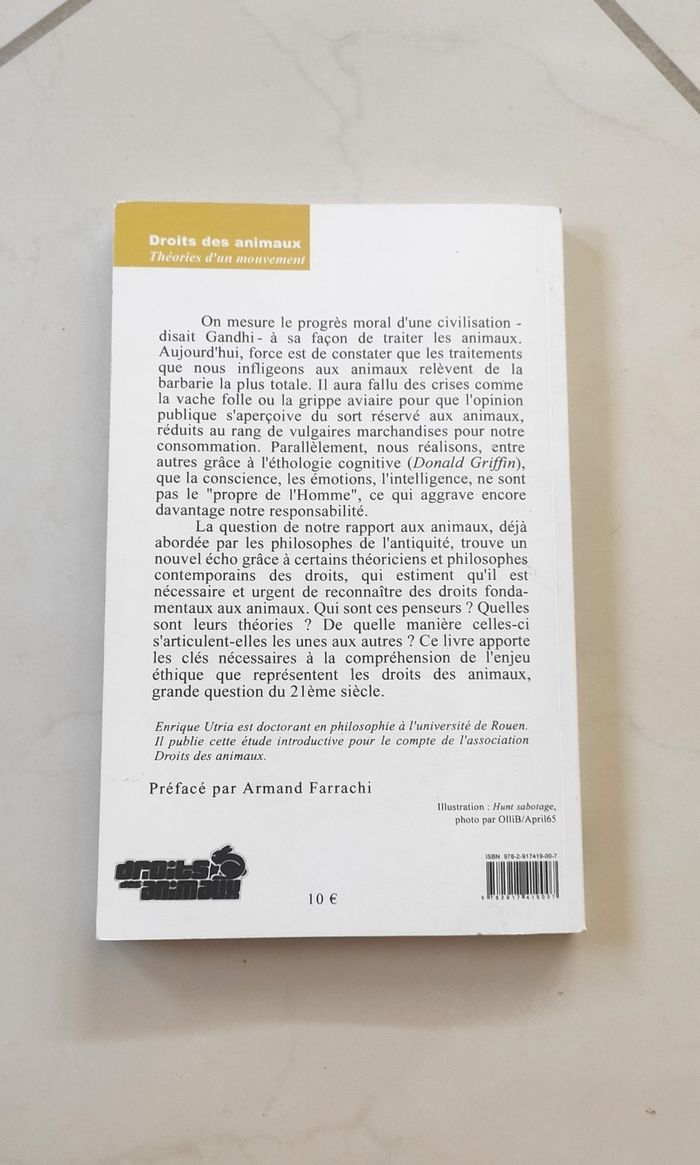 Droits des animaux
Théories d'un mouvement
On mesure le progrès moral d'une civilisation -
disait Gandhi - à sa façon de traiter les animaux.
Aujourd'hui, force est de constater que les traitements
que nous infligeons aux animaux relèvent de la
barbarie la plus totale. Il aura fallu des crises comme
la vache folle ou la grippe aviaire pour que l'opinion
publique s'aperçoive du sort réservé aux animaux,
réduits au rang de vulgaires marchandises pour notre
consommation. Parallèlement, nous réalisons, entre
autres grâce à l'éthologie cognitive (Donald Griffin),
que la conscience, les émotions, l'intelligence, ne sont
pas le "propre de l'Homme", ce qui aggrave encore
davantage notre responsabilité.
La question de notre rapport aux animaux, déjà
abordée par les philosophes de l'antiquité, trouve un
nouvel écho grâce à certains théoriciens et philosophes
contemporains des droits, qui estiment qu'il est
nécessaire et urgent de reconnaître des droits fonda-
mentaux aux animaux. Qui sont ces penseurs ? Quelles
sont leurs théories ? De quelle manière celles-ci
s'articulent-elles les unes aux autres ? Ce livre apporte
les clés nécessaires à la compréhension de l'enjeu
éthique que représentent les droits des animaux,
grande question du 21ème siècle.
Enrique Utria est doctorant en philosophie à l'université de Rouen.
Il publie cette étude introductive pour le compte de l'association
Droits des animaux.
Préfacé par Armand Farrachi
Illustration : Hunt sabotage,
photo par OlliB/April65
droits
des animaux
10 €
ISBN 978-2-917419-00-7
9 782917 419007